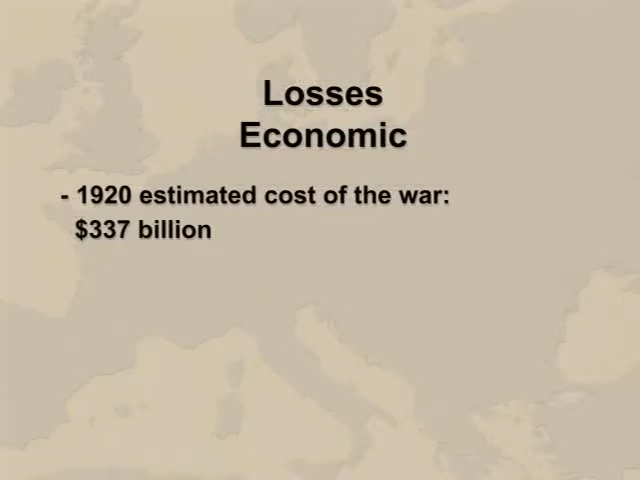 Losses
Economic
- 1920 estimated cost of the war:
$337 billion